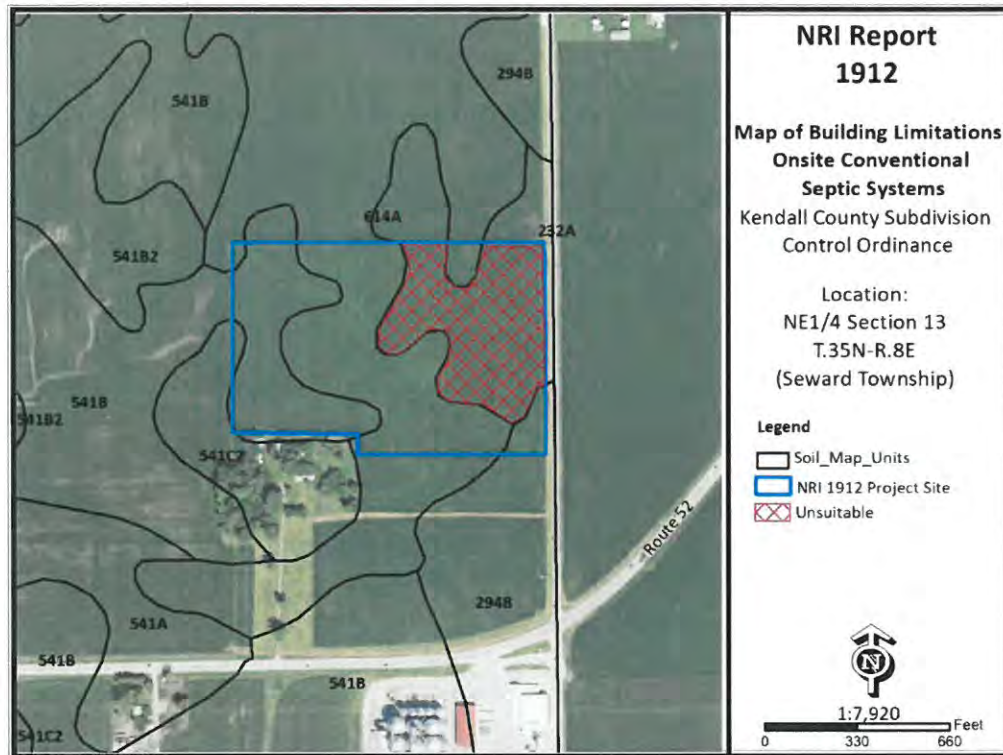 294B
541B
614A
232A
541B2
541B
541B2
541C2
Route 52
294B
541A
541B
541B
541C2
NRI Report
1912
Map of Building Limitations
Onsite Conventional
Septic Systems
Kendall County Subdivision
Control Ordinance
Location:
NE1/4 Section 13
T.35N-R.8E
(Seward Township)
Legend
Soil_Map_Units
NRI 1912 Project Site
Unsuitable
N
1:7,920
Feet
0 330 660